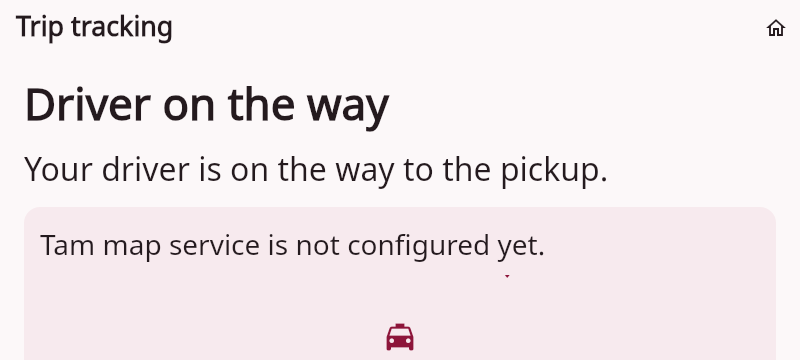 Trip tracking
Driver on the way
Your driver is on the way to the pickup.
Tam map service is not configured yet.